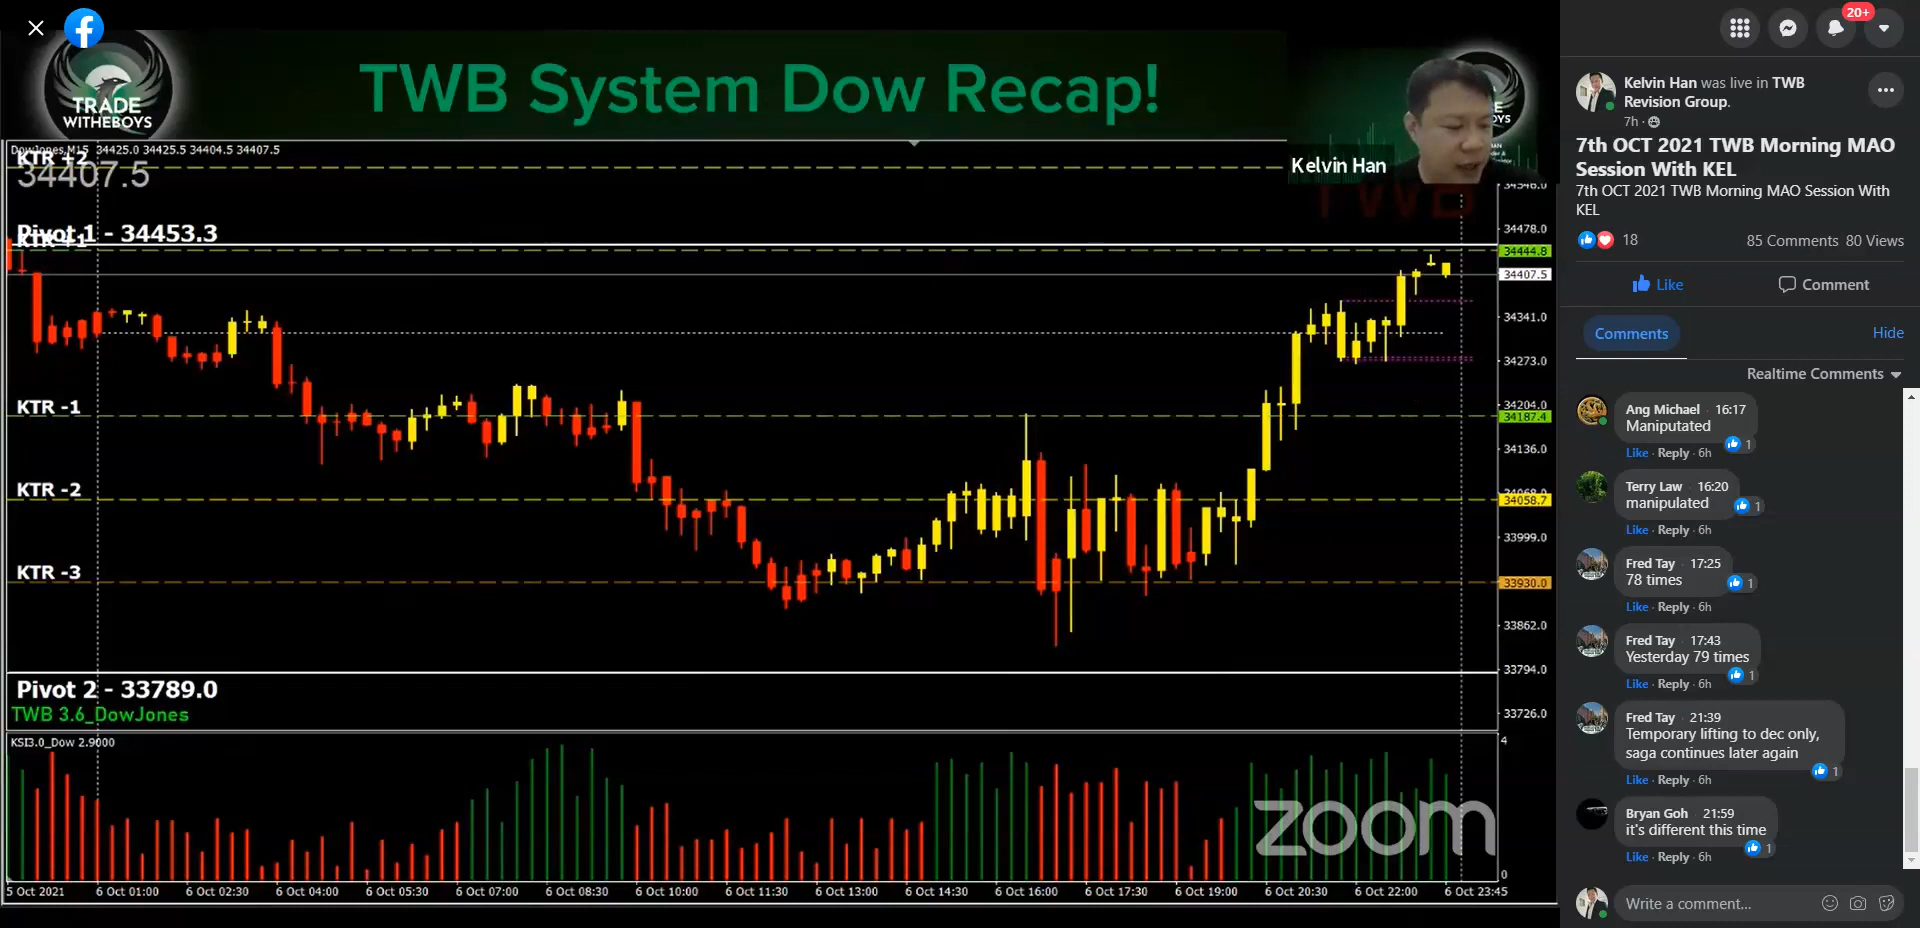 TRADE
WITHEBOYS
TWB System Dow Recap!
Kelvin Han
DowJones,M15 34425.0 34425.5 34404.5 34407.5
KTR +2
34407.5
Pivot 1 - 34453.3
KTR +1
KTR -1
KTR -2
KTR -3
Pivot 2 - 33789.0
TWB 3.6_DowJones
34546.0
34478.0
34444.8
34407.5
34341.0
34273.0
34204.0
34187.4
34136.0
34068.0
34058.7
33999.0
33930.0
33862.0
33794.0
33726.0
KSI3.0_Dow 2.9000
4
0
zoom
5 Oct 2021
6 Oct 01:00
6 Oct 02:30
6 Oct 04:00
6 Oct 05:30
6 Oct 07:00
6 Oct 08:30
6 Oct 10:00
6 Oct 11:30
6 Oct 13:00
6 Oct 14:30
6 Oct 16:00
6 Oct 17:30
6 Oct 19:00
6 Oct 20:30
6 Oct 22:00
6 Oct 23:45
20+
Kelvin Han was live in TWB
Revision Group.
7h ·
7th OCT 2021 TWB Morning MAO
Session With KEL
7th OCT 2021 TWB Morning MAO Session With
KEL
18
85 Comments 80 Views
Like
Comment
Comments
Hide
Realtime Comments
Ang Michael · 16:17
Maniputated
1
Like · Reply · 6h
Terry Law · 16:20
manipulated
1
Like · Reply · 6h
Fred Tay · 17:25
78 times
1
Like · Reply · 6h
Fred Tay · 17:43
Yesterday 79 times
1
Like · Reply · 6h
Fred Tay · 21:39
Temporary lifting to dec only,
saga continues later again
1
Like · Reply · 6h
Bryan Goh · 21:59
it's different this time
1
Like · Reply · 6h
Write a comment...